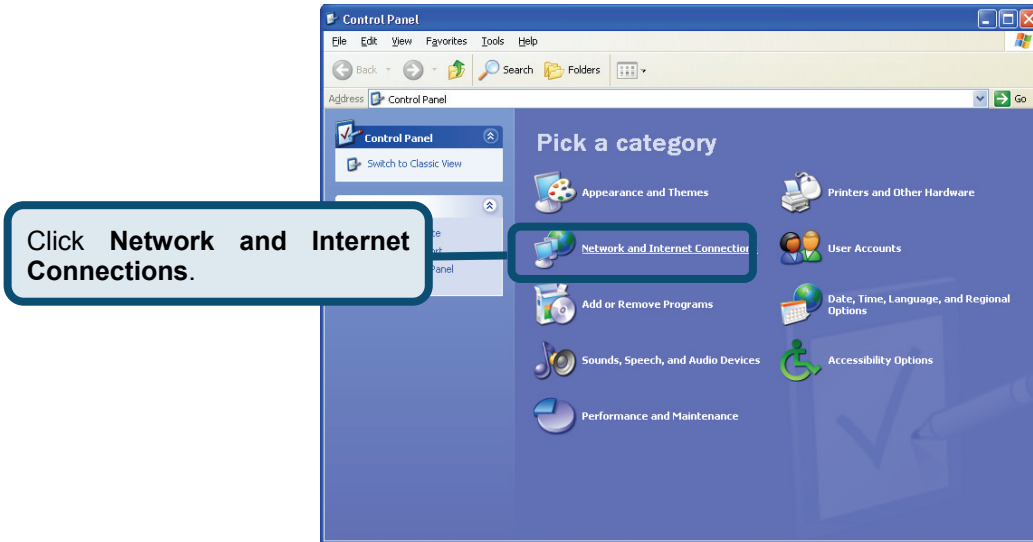 Control Panel
File Edit View Favorites Tools Help
Back Search Folders
Address Control Panel Go
Control Panel
Switch to Classic View
Panel
Click Network and Internet
Connections.
Pick a category
Appearance and Themes
Printers and Other Hardware
Network and Internet Connection
User Accounts
Add or Remove Programs
Date, Time, Language, and Regional
Options
Sounds, Speech, and Audio Devices
Accessibility Options
Performance and Maintenance